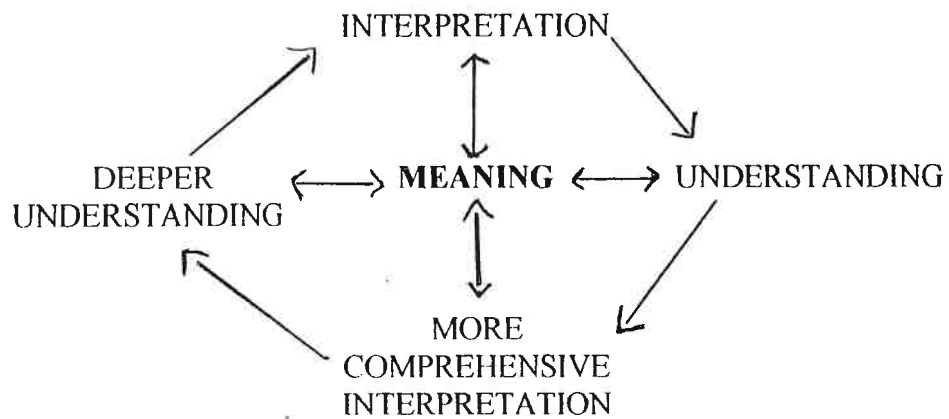 INTERPRETATION
DEEPER
UNDERSTANDING
MEANING
UNDERSTANDING
MORE
COMPREHENSIVE
INTERPRETATION